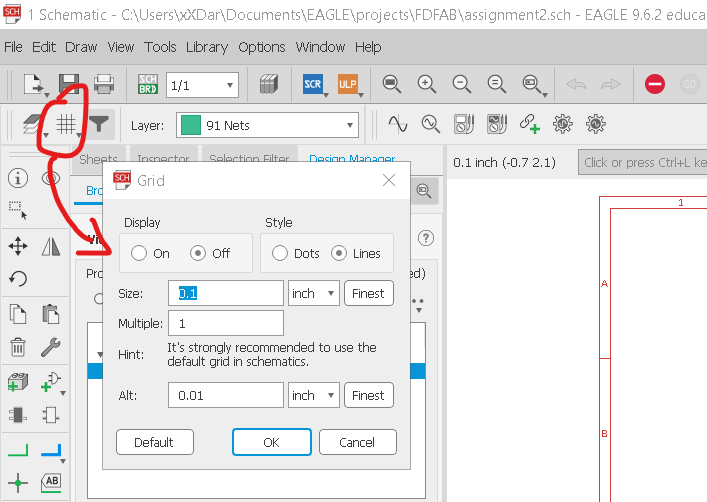 1 Schematic - C:\Users\xXDar\Documents\EAGLE\projects\FDFAB\assignment2.sch - EAGLE 9.6.2 educa
File Edit View Tools Library Options Window Help
SCH
BRD
1/1
SCR
ULP
GO
Layer:
91 Nets
Sheets
Inspector
Selection Filter
Design Manager
0.1 inch (-0.7 2.1)
Click or press Ctrl+L ke
SCH
Grid
Bro
Display
Style
On
Off
Dots
Lines
Pro
ed)
Size:
0.1
inch
Finest
Multiple:
1
Hint:
It's strongly recommended to use the
default grid in schematics.
Alt:
0.01
inch
Finest
Default
OK
Cancel
AB
1
A
B